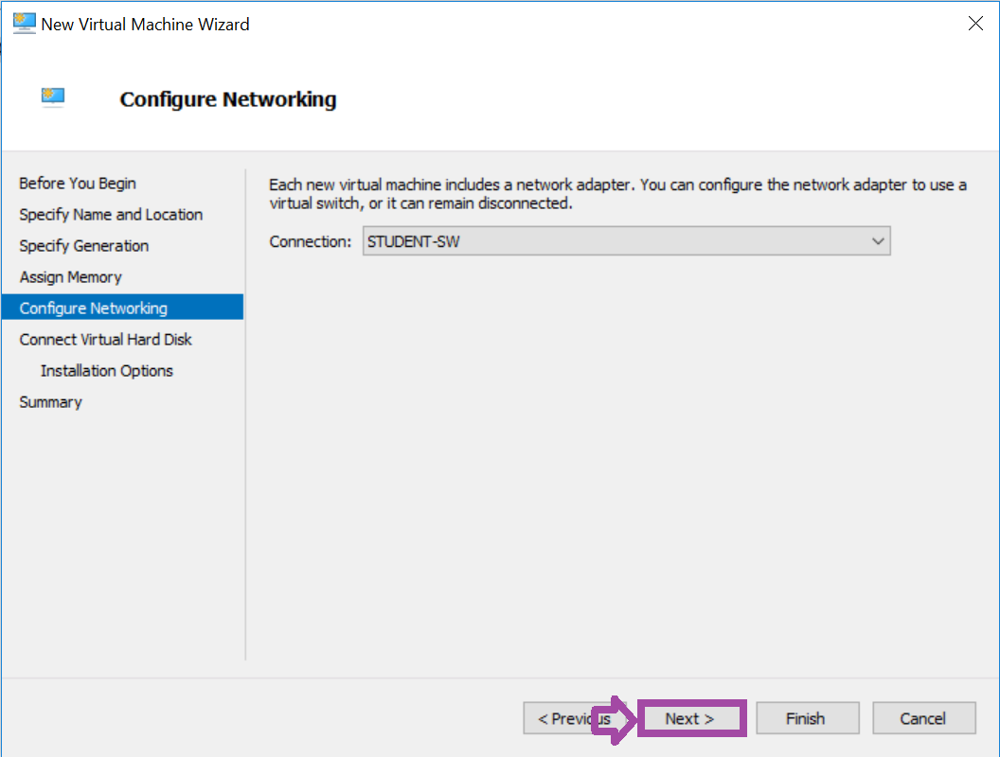 New Virtual Machine Wizard
Configure Networking
Before You Begin
Specify Name and Location
Specify Generation
Assign Memory
Configure Networking
Connect Virtual Hard Disk
Installation Options
Summary
Each new virtual machine includes a network adapter. You can configure the network adapter to use a
virtual switch, or it can remain disconnected.
Connection: STUDENT-SW
< Previous Next > Finish Cancel